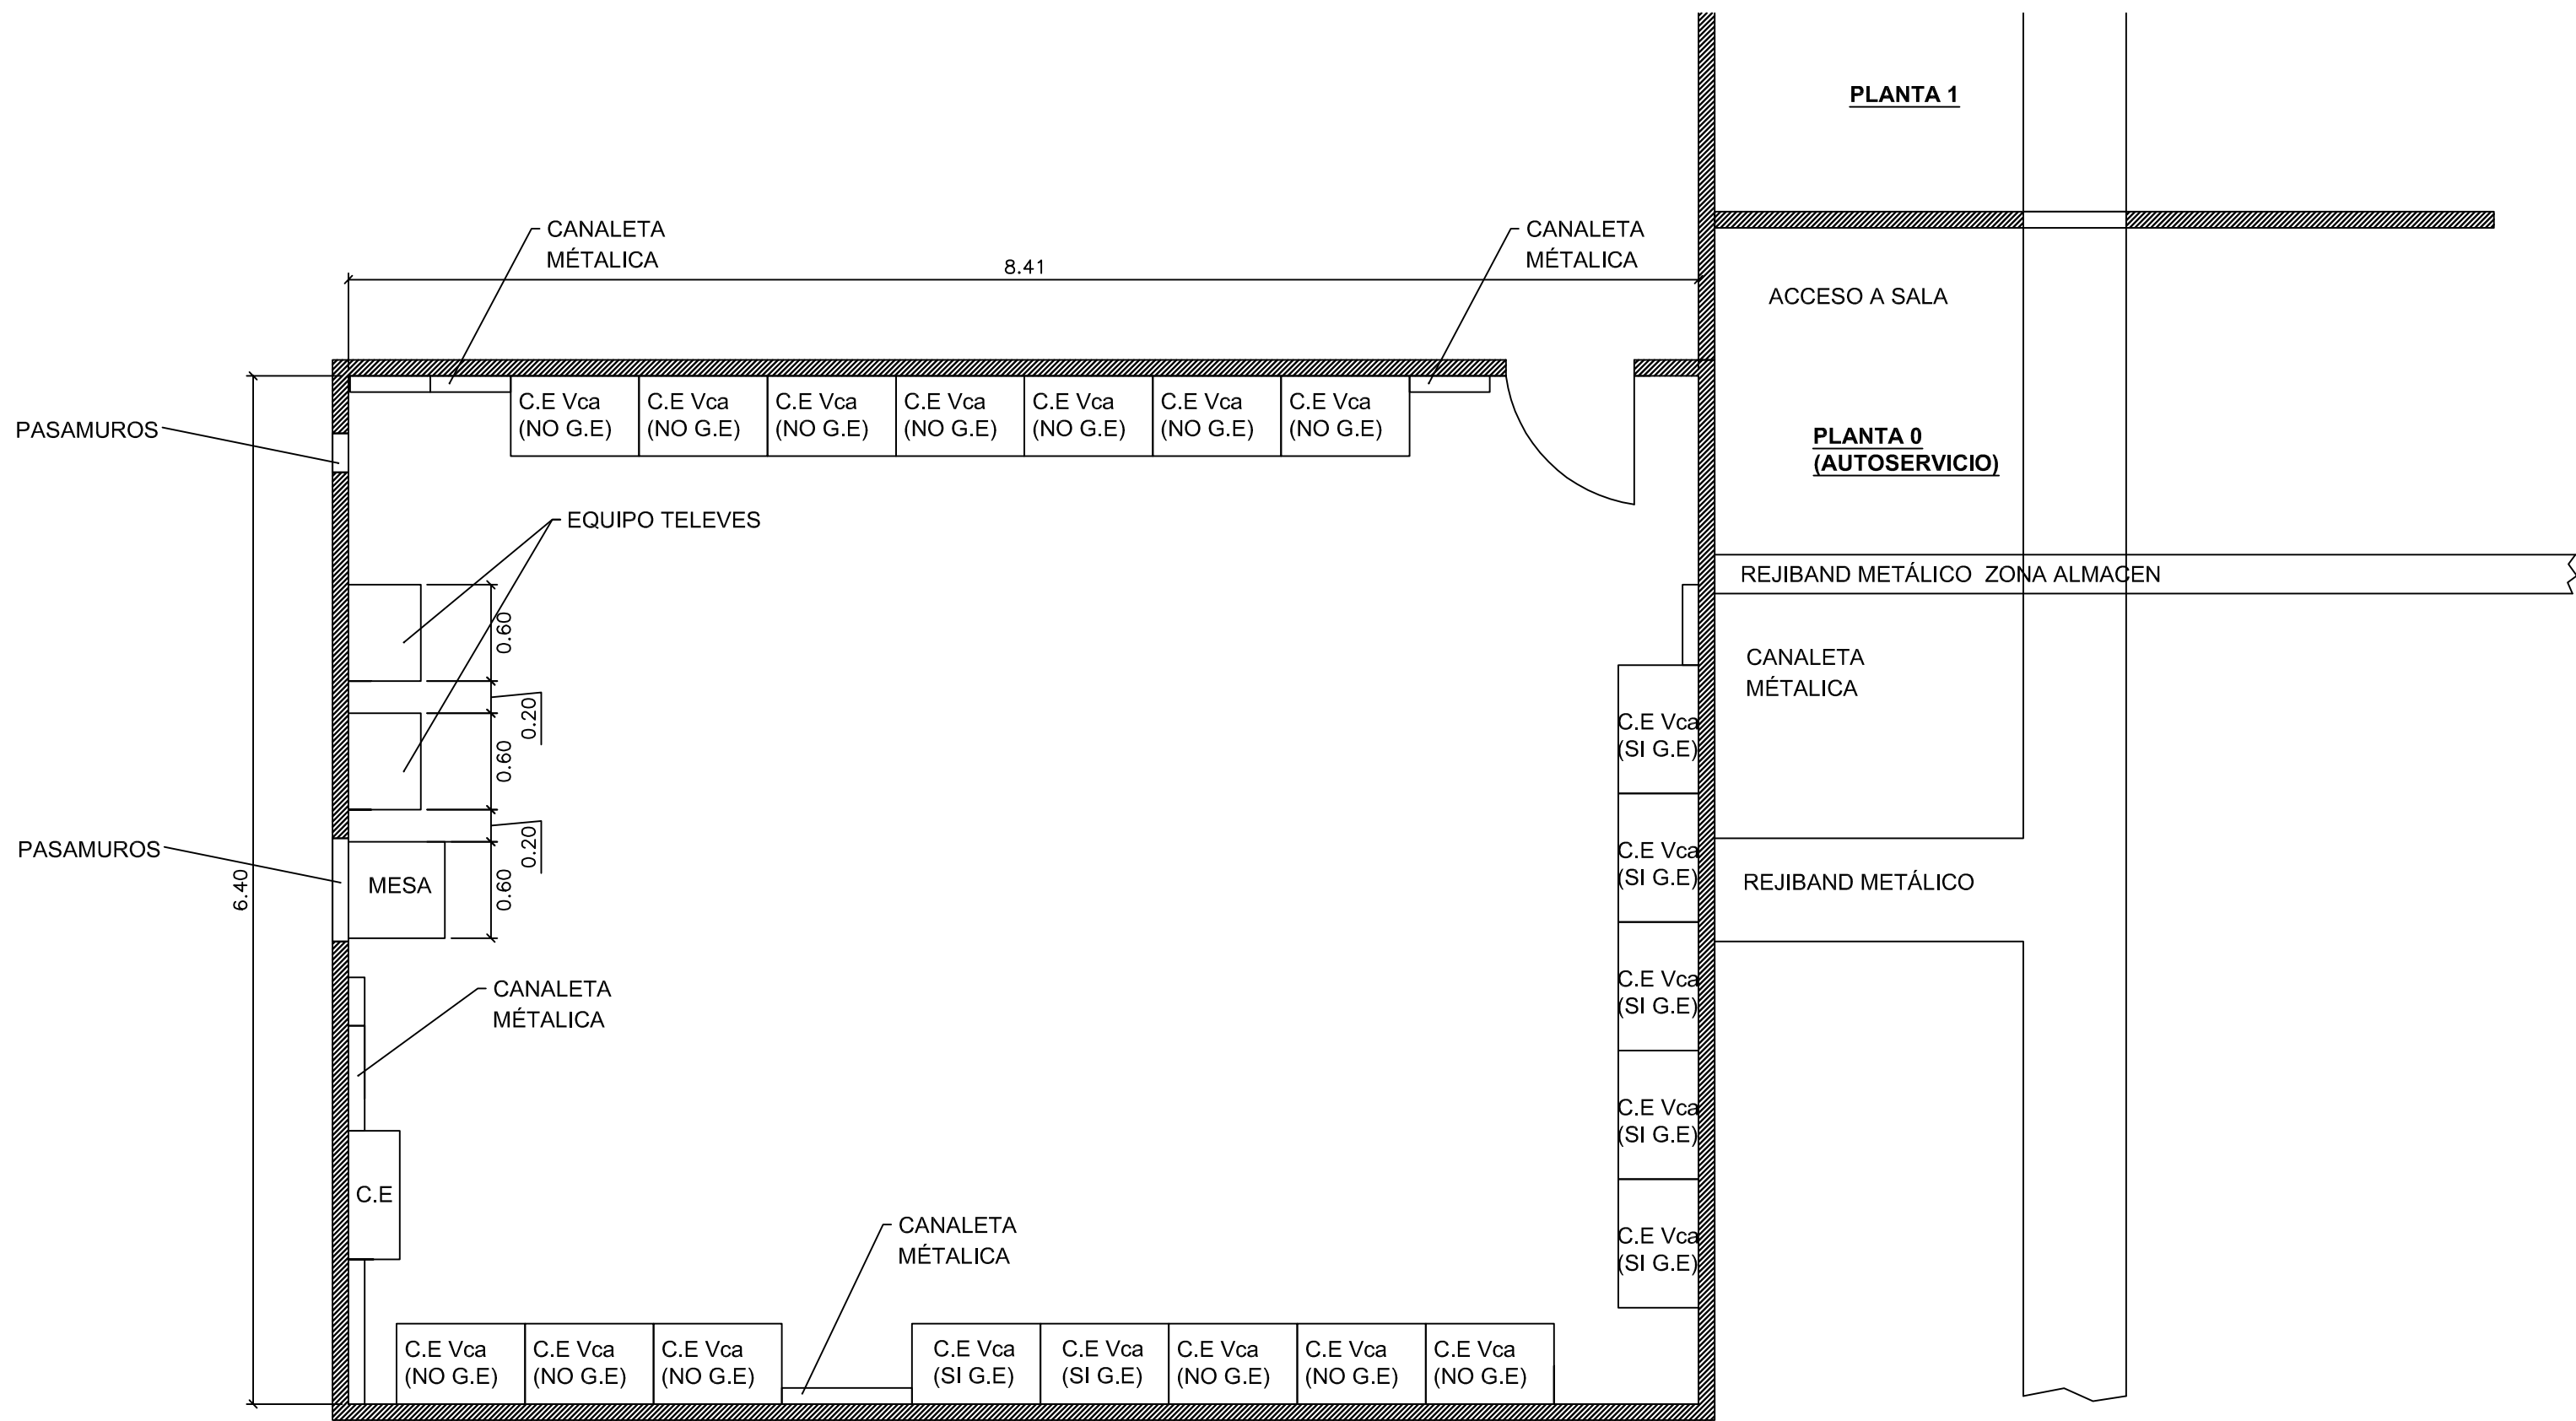 PLANTA 1
CANALETA
MÉTALICA
CANALETA
MÉTALICA
8.41
ACCESO A SALA
C.E Vca
(NO G.E)
C.E Vca
(NO G.E)
C.E Vca
(NO G.E)
C.E Vca
(NO G.E)
C.E Vca
(NO G.E)
C.E Vca
(NO G.E)
C.E Vca
(NO G.E)
PASAMUROS
PLANTA 0
(AUTOSERVICIO)
EQUIPO TELEVES
REJIBAND METÁLICO ZONA ALMACEN
0.60
CANALETA
MÉTALICA
0.20
C.E Vca
(SI G.E)
0.60
PASAMUROS
0.20
C.E Vca
(SI G.E)
6.40
MESA
0.60
REJIBAND METÁLICO
C.E Vca
(SI G.E)
CANALETA
MÉTALICA
C.E Vca
(SI G.E)
C.E
C.E Vca
(SI G.E)
CANALETA
MÉTALICA
C.E Vca
(NO G.E)
C.E Vca
(NO G.E)
C.E Vca
(NO G.E)
C.E Vca
(SI G.E)
C.E Vca
(SI G.E)
C.E Vca
(NO G.E)
C.E Vca
(NO G.E)
C.E Vca
(NO G.E)